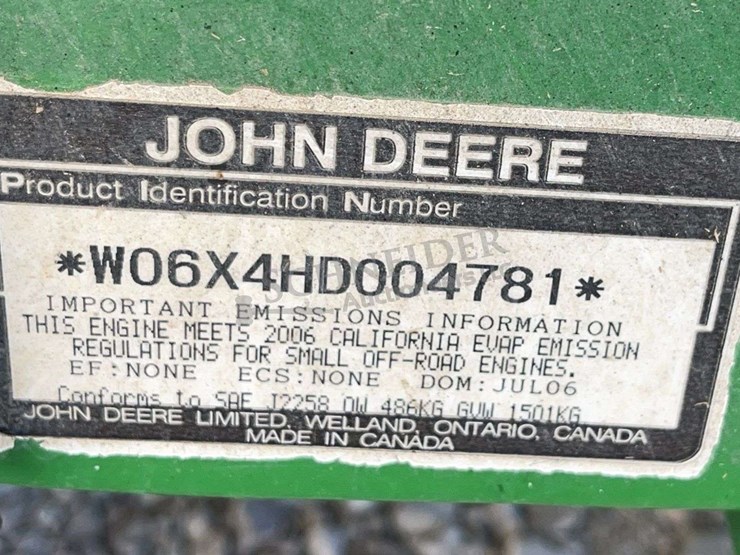 JOHN DEERE
Product Identification Number
*W06X4HD004781*
IMPORTANT EMISSIONS INFORMATION
THIS ENGINE MEETS 2006 CALIFORNIA EVAP EMISSION
REGULATIONS FOR SMALL OFF-ROAD ENGINES.
EF:NONE ECS:NONE DOM:JUL06
Conforms to SAE J2258 OW 486KG GVW 1501KG
JOHN DEERE LIMITED, WELLAND, ONTARIO, CANADA
MADE IN CANADA
SCHNEIDER